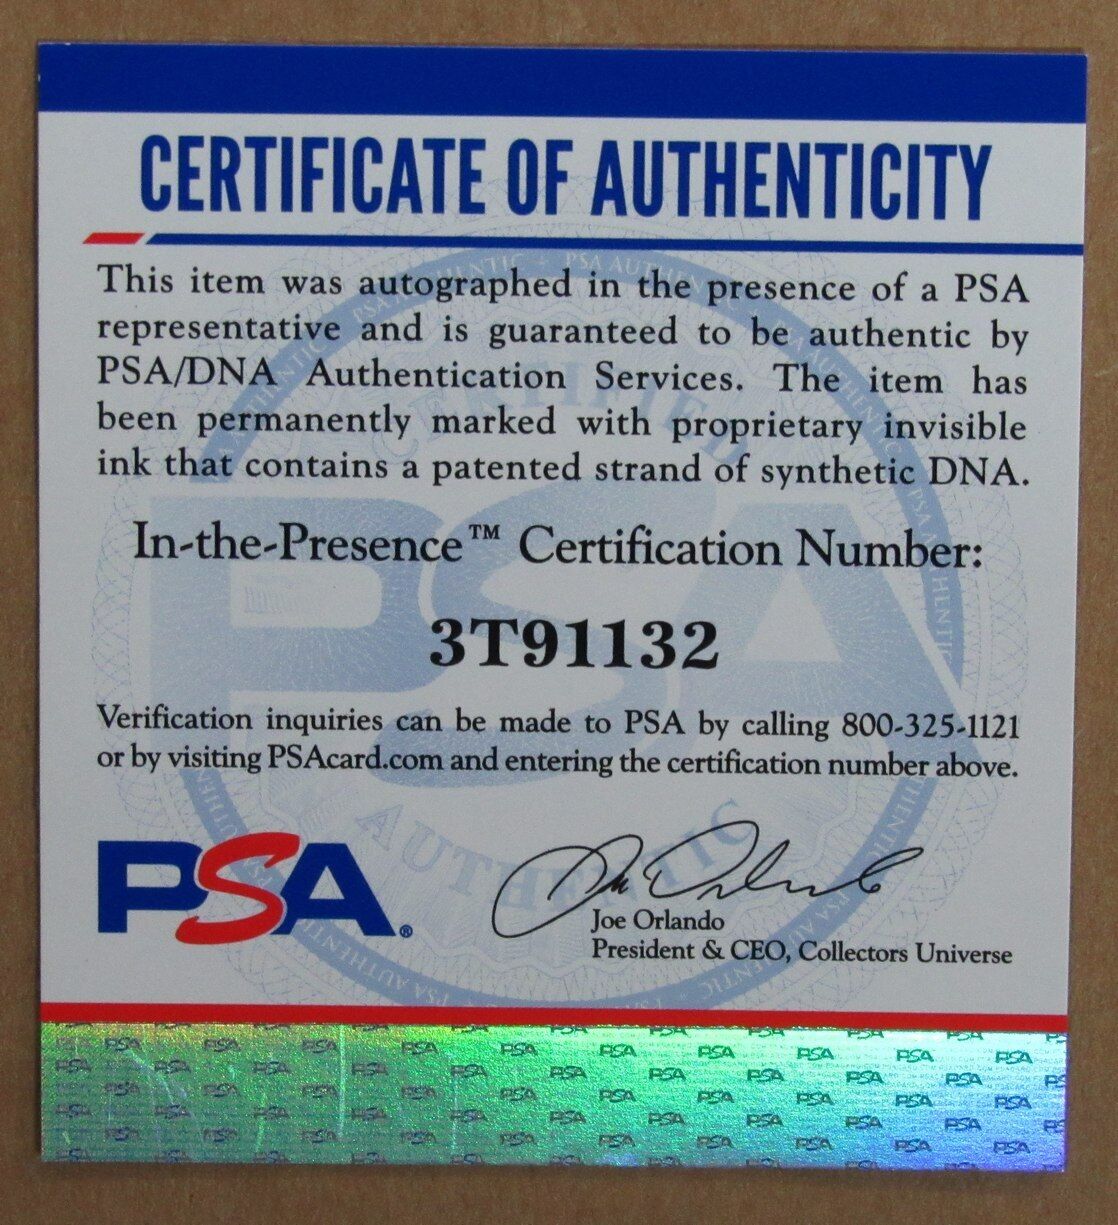 CERTIFICATE OF AUTHENTICITY
This item was autographed in the presence of a PSA
representative and is guaranteed to be authentic by
PSA/DNA Authentication Services. The item has
been permanently marked with proprietary invisible
ink that contains a patented strand of synthetic DNA.
In-the-Presence™ Certification Number:
3T91132
Verification inquiries can be made to PSA by calling 800-325-1121
or by visiting PSAcard.com and entering the certification number above.
PSA®
Joe Orlando
President & CEO, Collectors Universe
CERTIFIED
PSA
AUTHENTIC